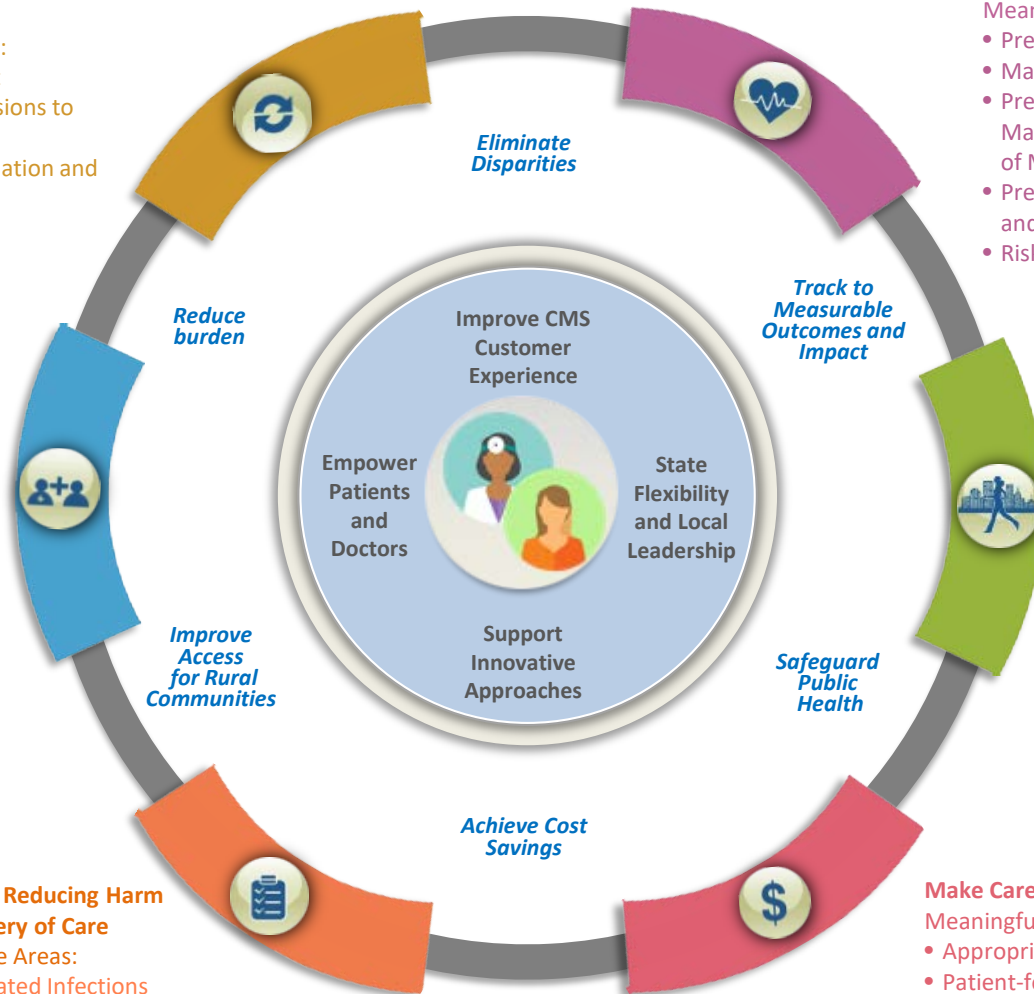 :
sions to
ation and
Mean
• Pre
• Ma
• Pre
Ma
of M
• Pre
and
• Risk
Eliminate
Disparities
Reduce
burden
Track to
Measurable
Outcomes and
Impact
Improve CMS
Customer
Experience
Empower
Patients
and
Doctors
State
Flexibility
and Local
Leadership
Support
Innovative
Approaches
Improve
Access
for Rural
Communities
Safeguard
Public
Health
Achieve Cost
Savings
$
Reducing Harm
ery of Care
e Areas:
ated Infections
Make Care
Meaningfu
• Appropri
• Patient-f